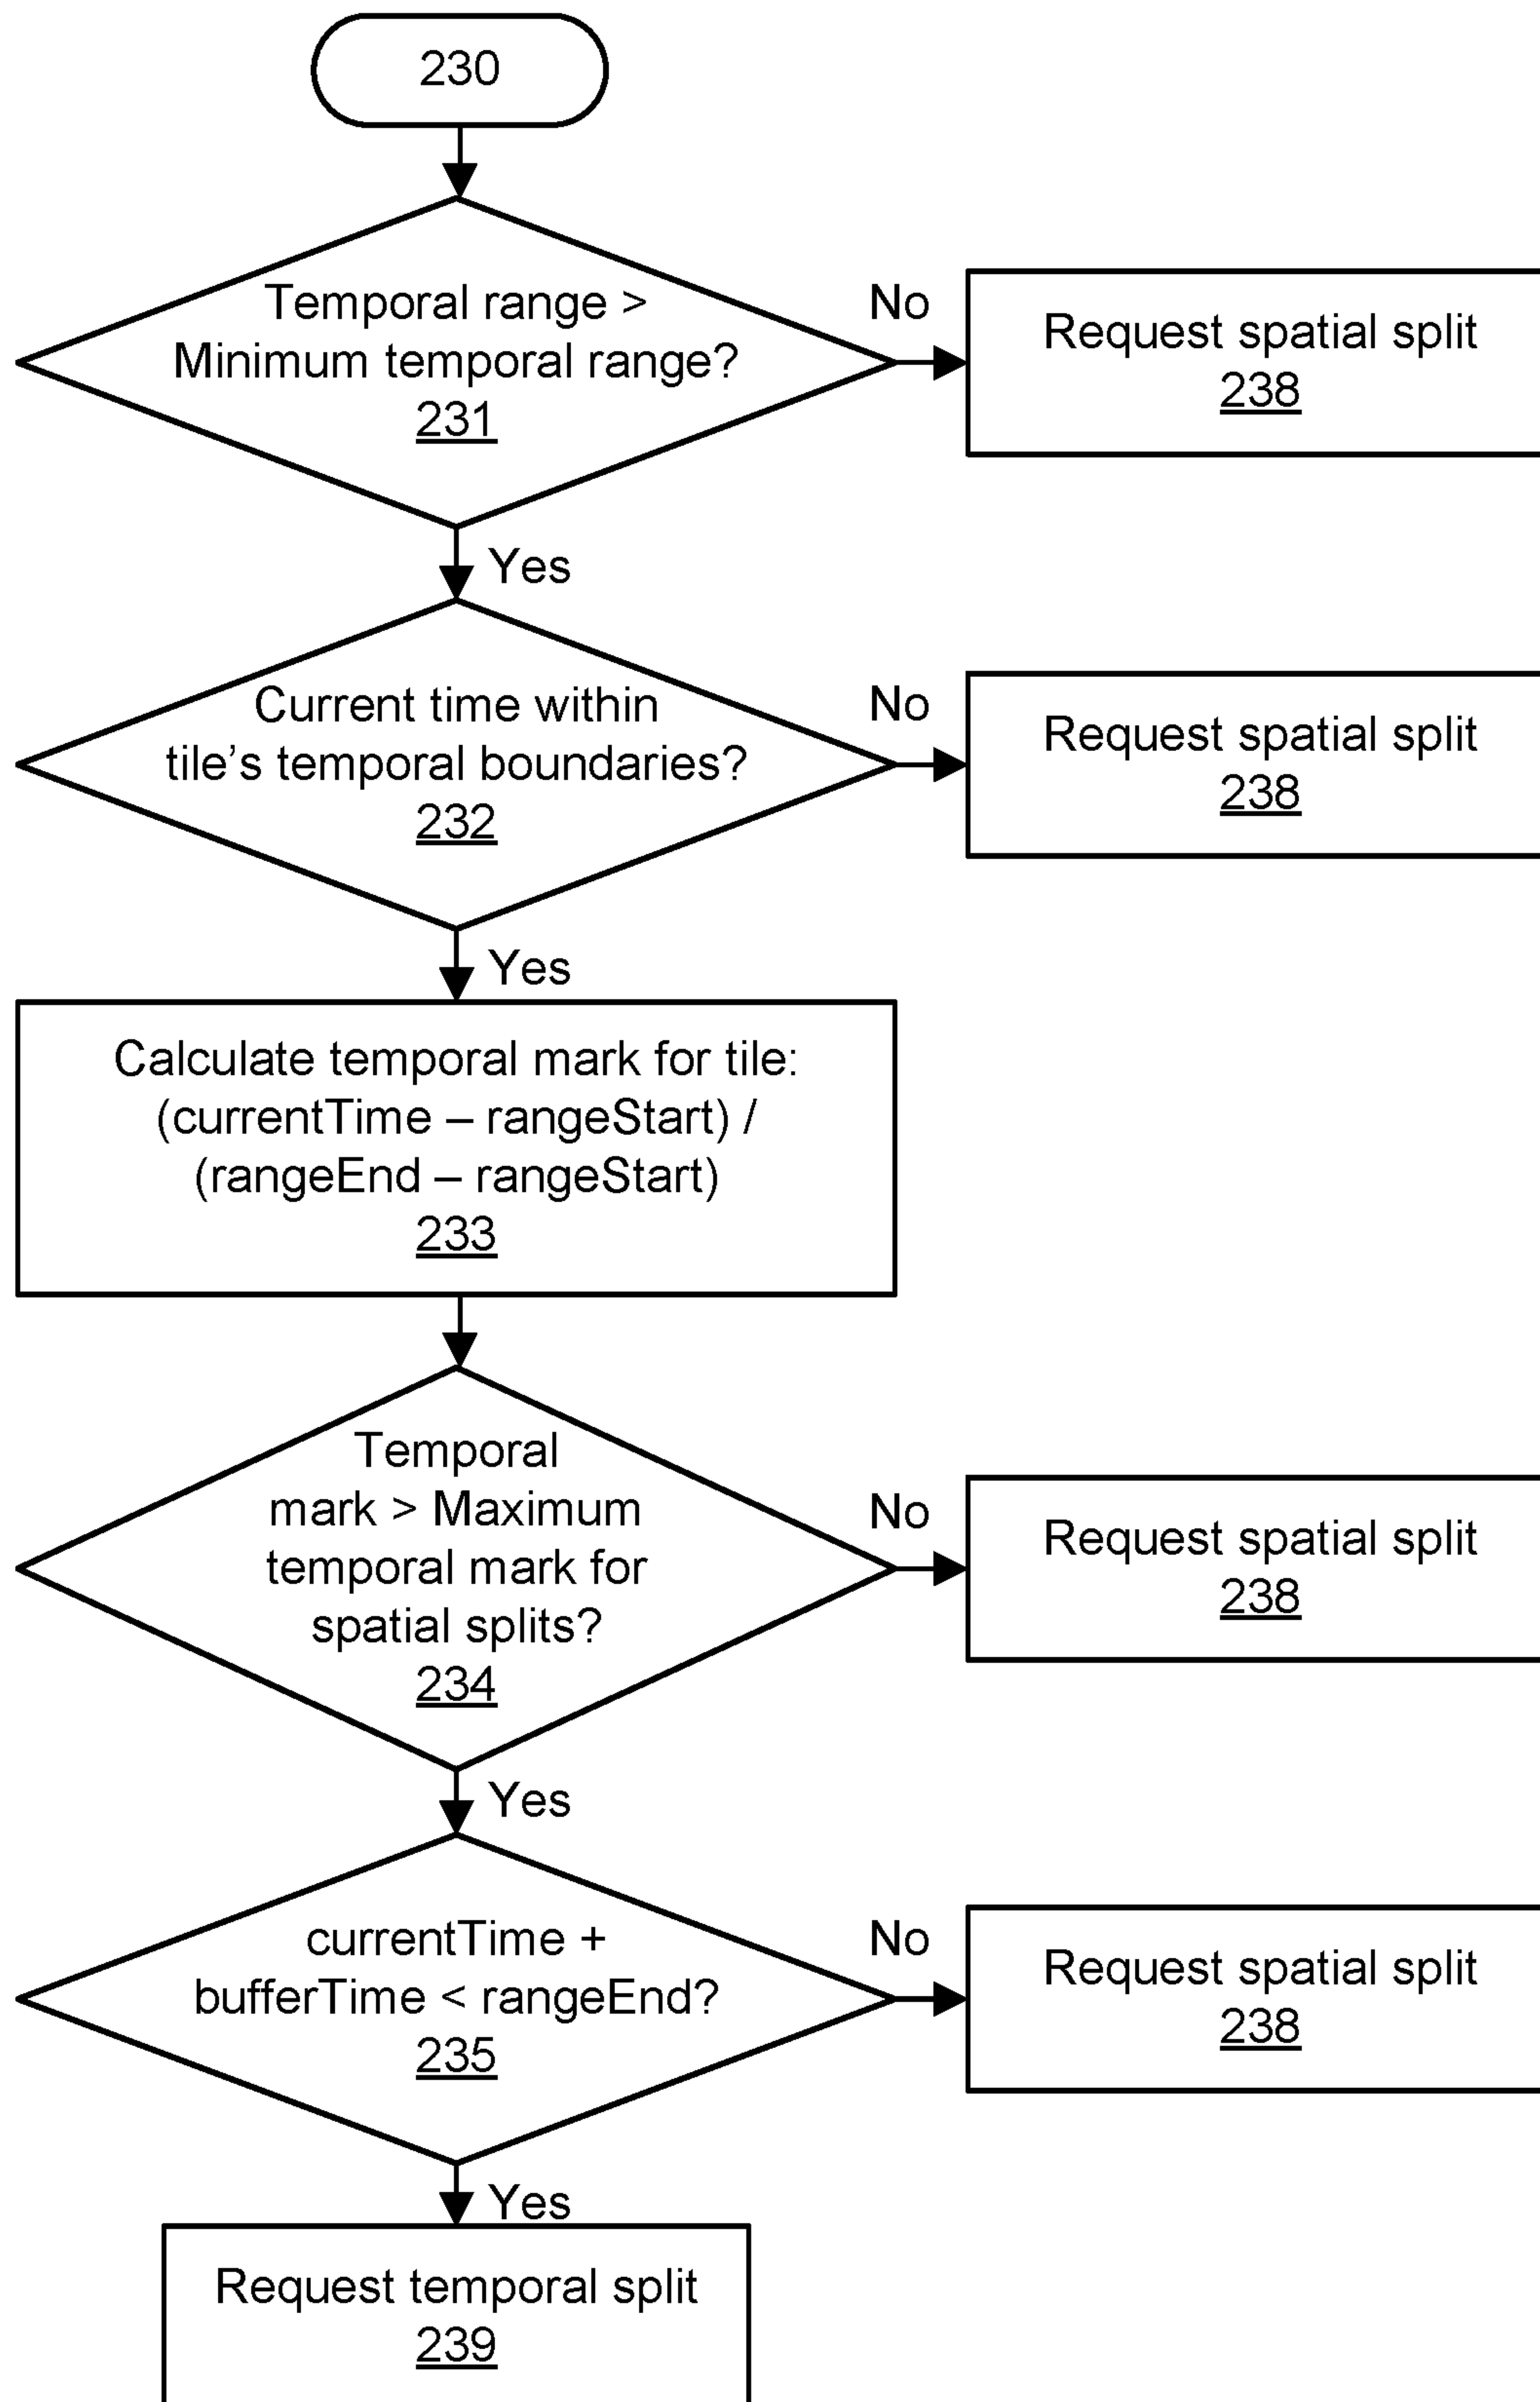 230
Temporal range >
Minimum temporal range?
231
No
Request spatial split
238
Yes
Current time within
tile's temporal boundaries?
232
No
Request spatial split
238
Yes
Calculate temporal mark for tile:
(currentTime – rangeStart) /
(rangeEnd – rangeStart)
233
Temporal
mark > Maximum
temporal mark for
spatial splits?
234
No
Request spatial split
238
Yes
currentTime +
bufferTime < rangeEnd?
235
No
Request spatial split
238
Yes
Request temporal split
239